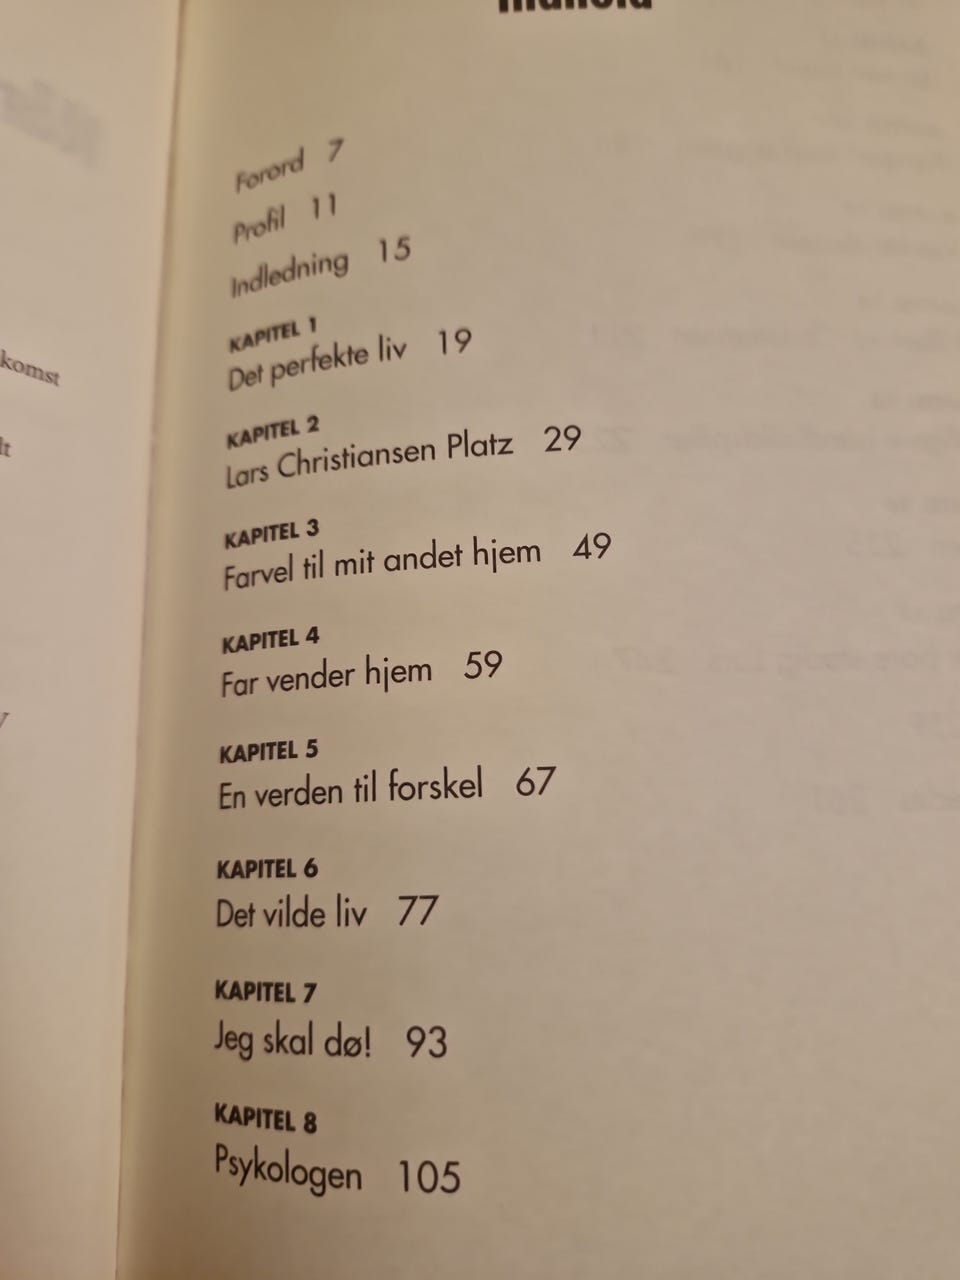 Indhold
Forord 7
Profil 11
Indledning 15
KAPITEL 1
Det perfekte liv 19
KAPITEL 2
Lars Christiansen Platz 29
KAPITEL 3
Farvel til mit andet hjem 49
KAPITEL 4
Far vender hjem 59
KAPITEL 5
En verden til forskel 67
KAPITEL 6
Det vilde liv 77
KAPITEL 7
Jeg skal dø! 93
KAPITEL 8
Psykologen 105
komst